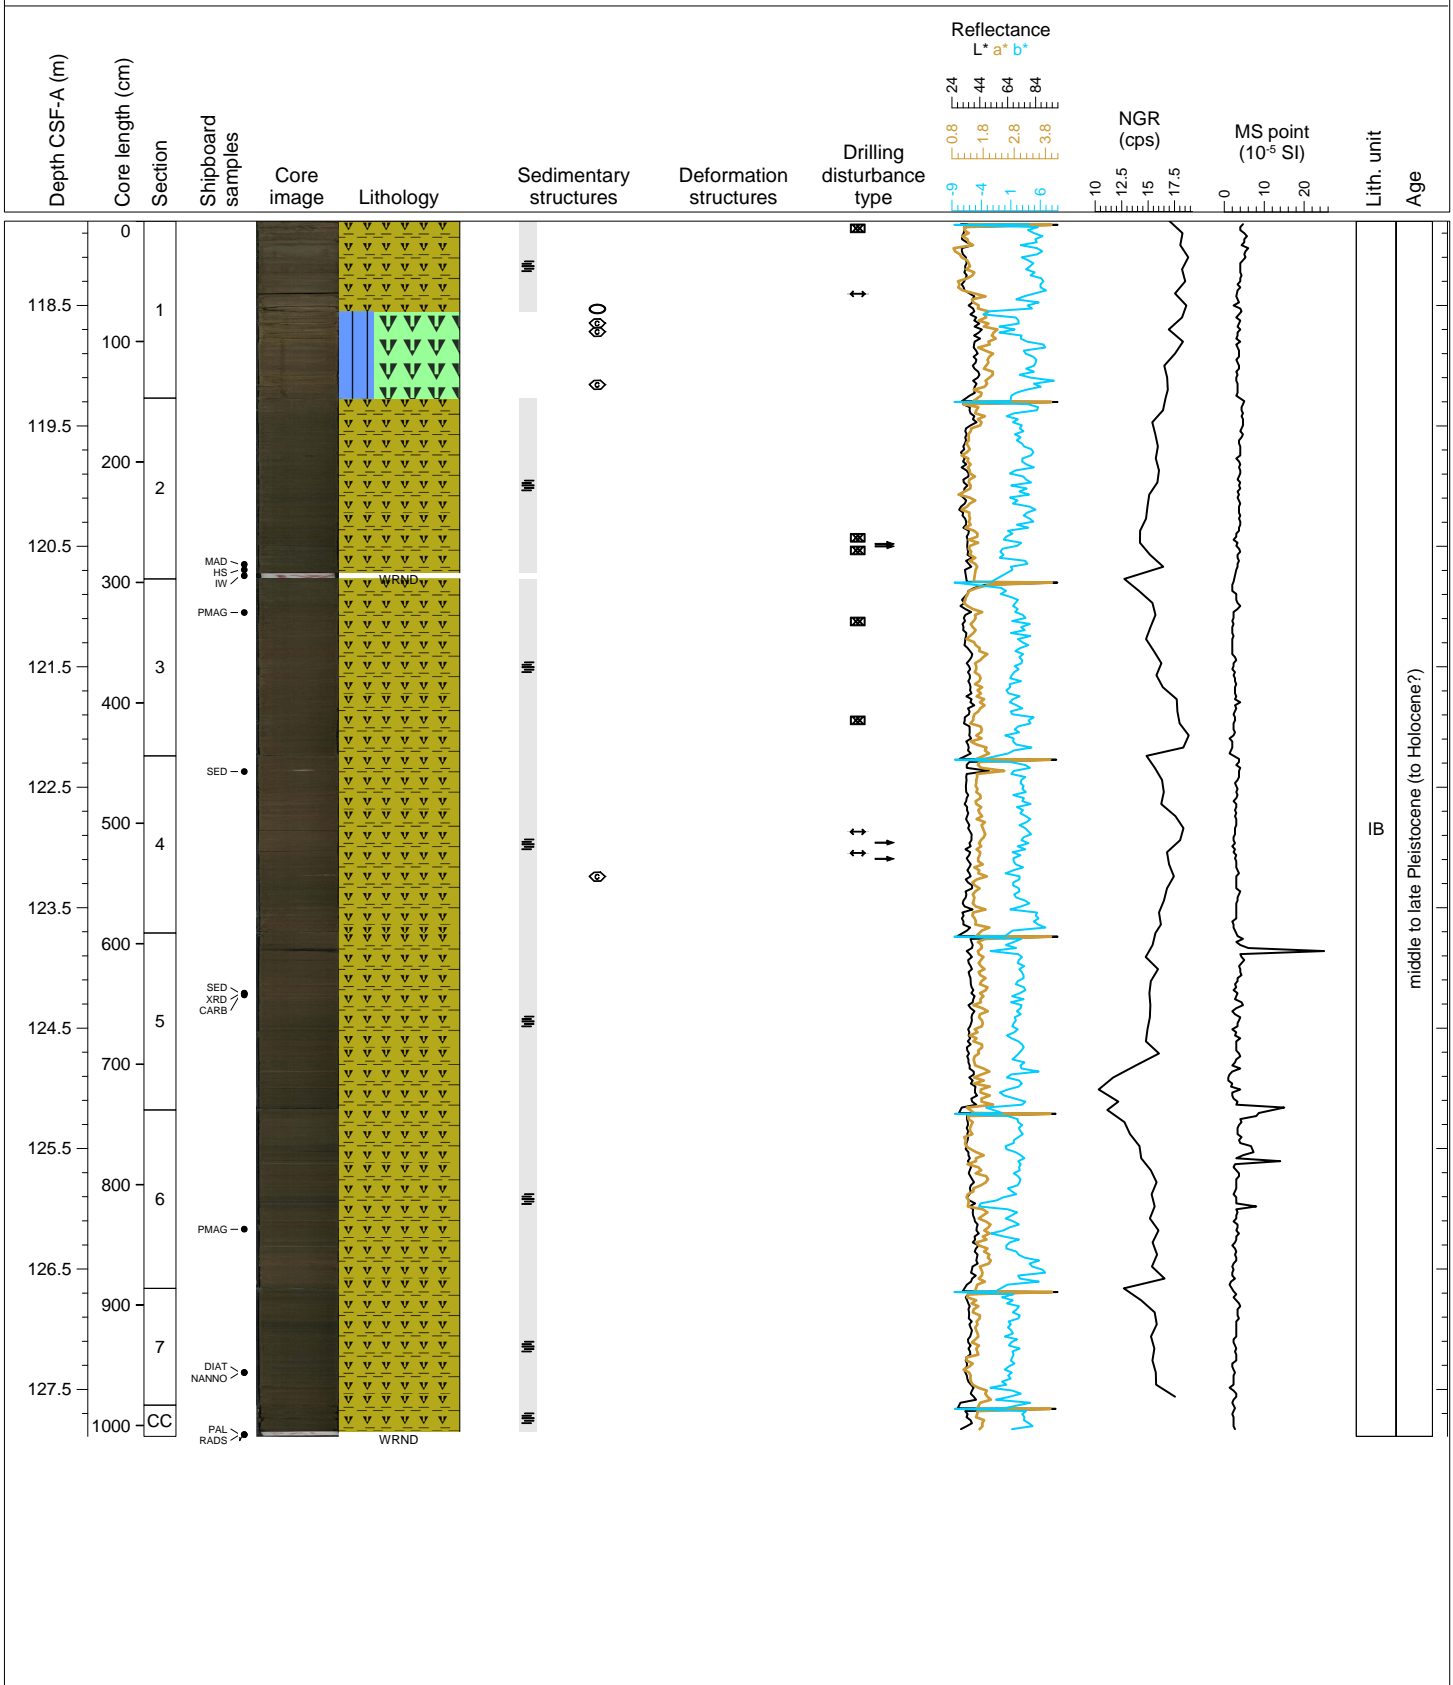 Depth CSF-A (m)
Core length (cm)
Section
Shipboard
samples
Core
image
Lithology
Sedimentary
structures
Deformation
structures
Drilling
disturbance
type
Reflectance
L* a* b*
24 44 64 84
0.8 1.8 2.8 3.8
-9 -4 1 6
NGR
(cps)
10 12.5 15 17.5
MS point
(10-5 SI)
0 10 20
Lith. unit
Age
118.5
119.5
120.5
121.5
122.5
123.5
124.5
125.5
126.5
127.5
0
100
200
300
400
500
600
700
800
900
1000
1
2
3
4
5
6
7
CC
MAD
HS
IW
PMAG
SED
SED
XRD
CARB
PMAG
DIAT
NANNO
PAL
RADS
WRND
WRND
c
c
c
c
IB
middle to late Pleistocene (to Holocene?)